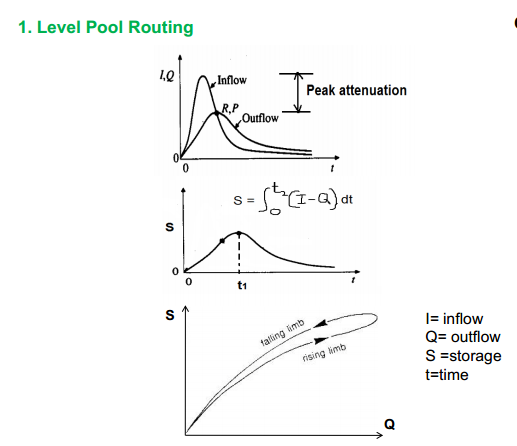 1. Level Pool Routing
I,Q
Inflow
Peak attenuation
R,P
Outflow
0
0
t
S = ∫₀^t₂ (I-Q) dt
S
0
0
t₁
t
S
falling limb
rising limb
I= inflow
Q= outflow
S =storage
t=time
Q